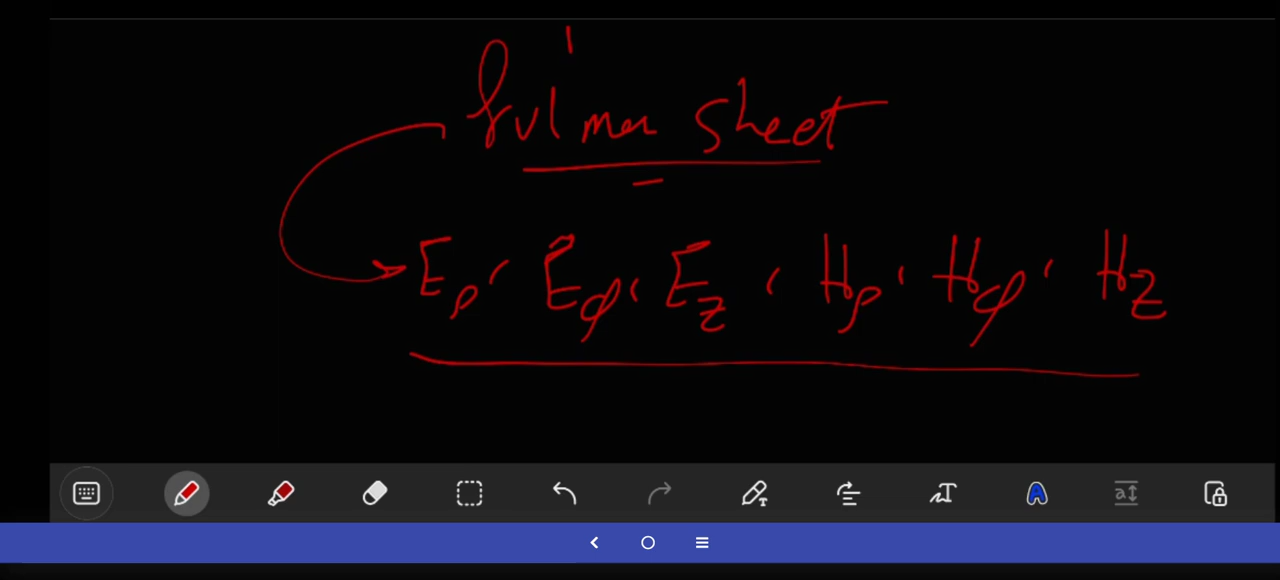 fulmer sheet
Eρ, Eφ, Ez, Hρ, Hφ, Hz